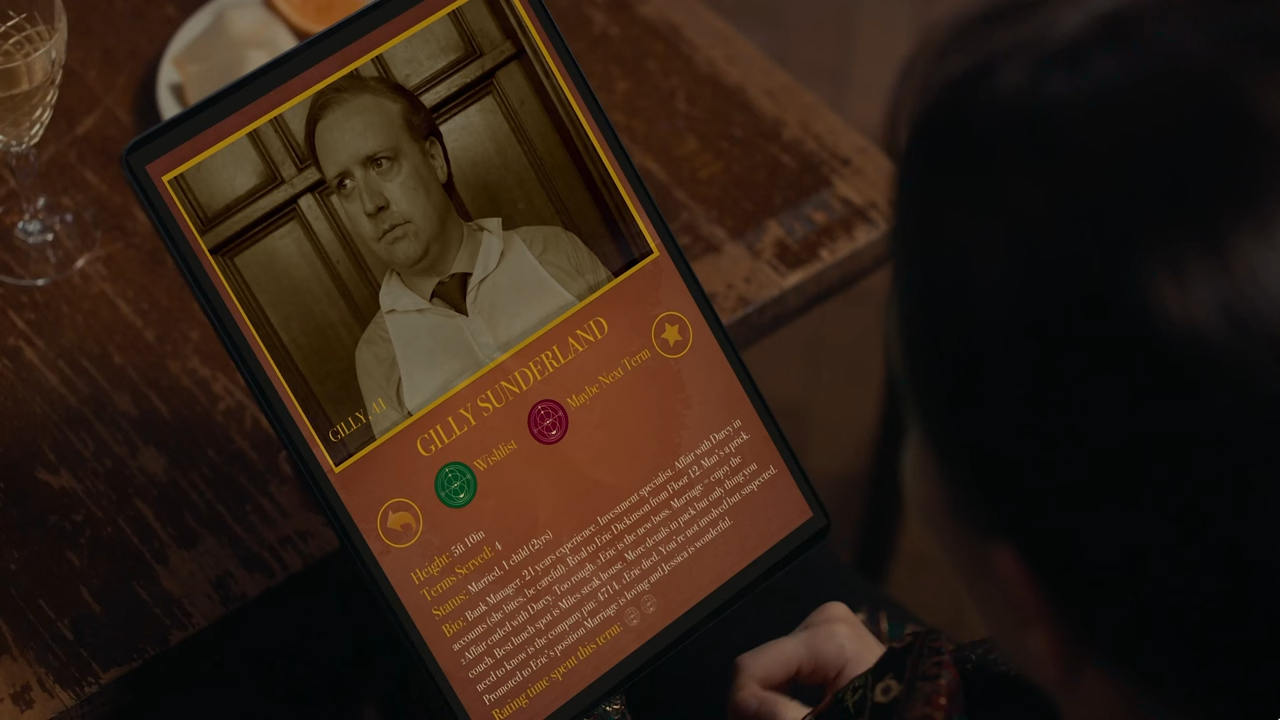 GILLY, 41
GILLY SUNDERLAND
Wishlist
Maybe Next Term
Height: 5ft 10in
Terms Served: 4
Status: Married, 1 child (2yrs)
Bio: Bank Manager. 21 years experience. Investment specialist. Affair with Darcy in
accounts (she bites, be careful). Rival to Eric Dickinson from Floor 12. Man's a prick.
2 Affair ended with Darcy. Too rough. 3 Eric is the new boss. Marriage = enjoy the
couch. Best lunch spot is Miles steak house. More details in pack but only thing you
need to know is the company pin: 4714. 4 Eric died. You're not involved but suspected.
Promoted to Eric's position Marriage is loving and Jessica is wonderful.
Rating time spent this term: